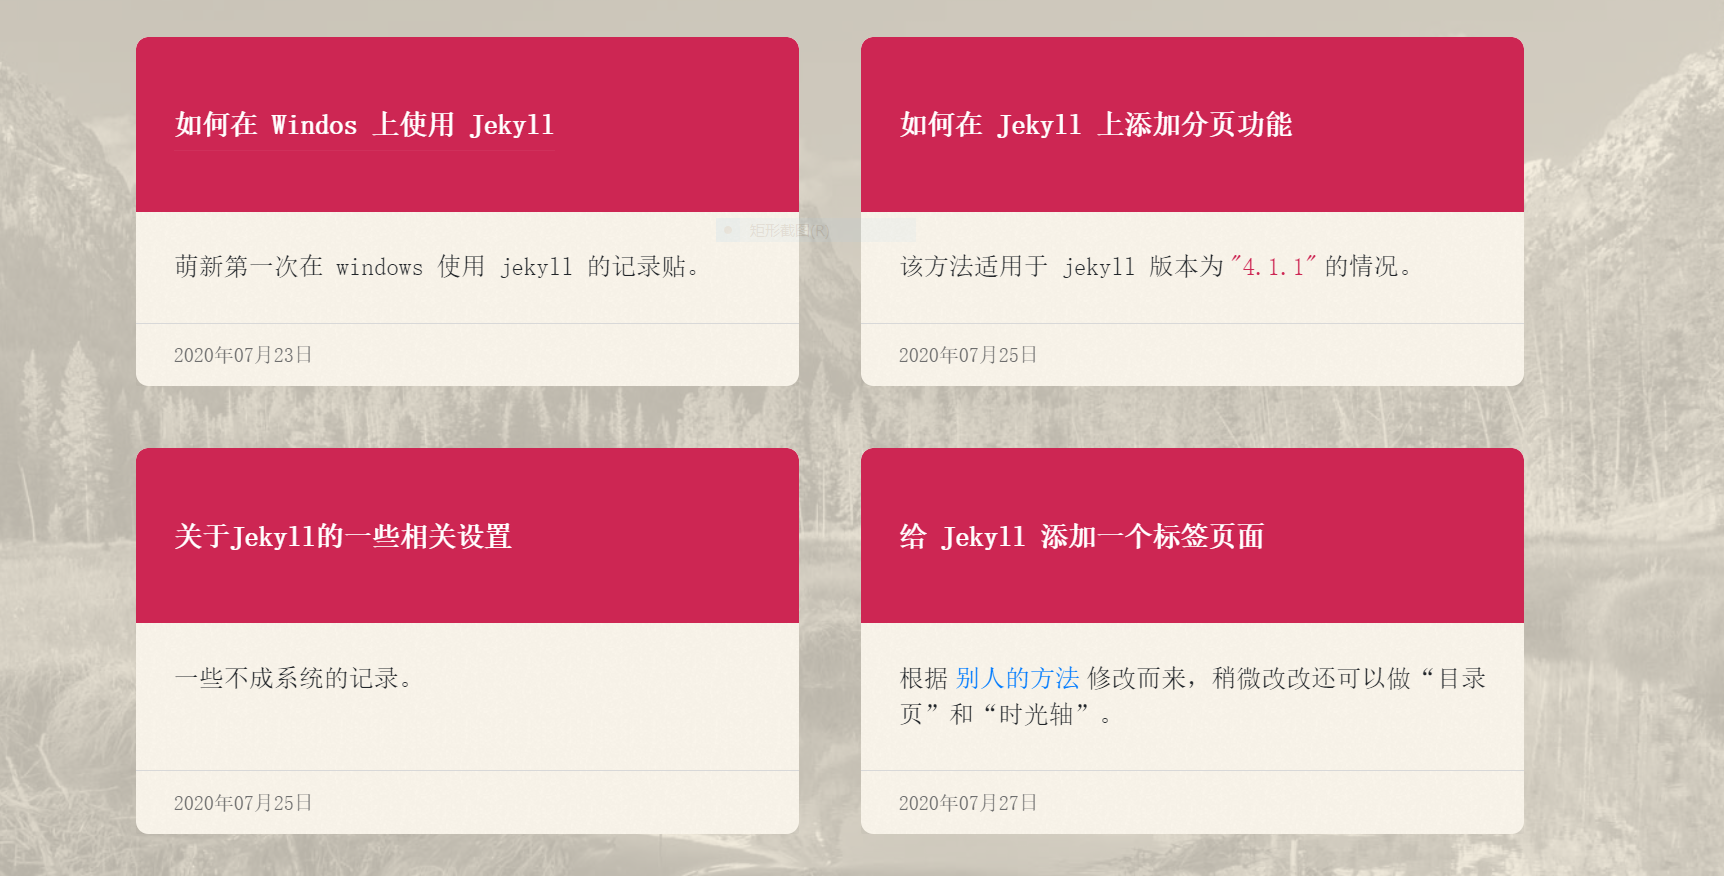 如何在 Windos 上使用 Jekyll
如何在 Jekyll 上添加分页功能
矩形截图(R)
萌新第一次在 windows 使用 jekyll 的记录贴。
该方法适用于 jekyll 版本为 "4.1.1" 的情况。
2020年07月23日
2020年07月25日
关于Jekyll的一些相关设置
给 Jekyll 添加一个标签页面
一些不成系统的记录。
根据 别人的方法 修改而来，稍微改改还可以做“目录
页”和“时光轴”。
2020年07月25日
2020年07月27日